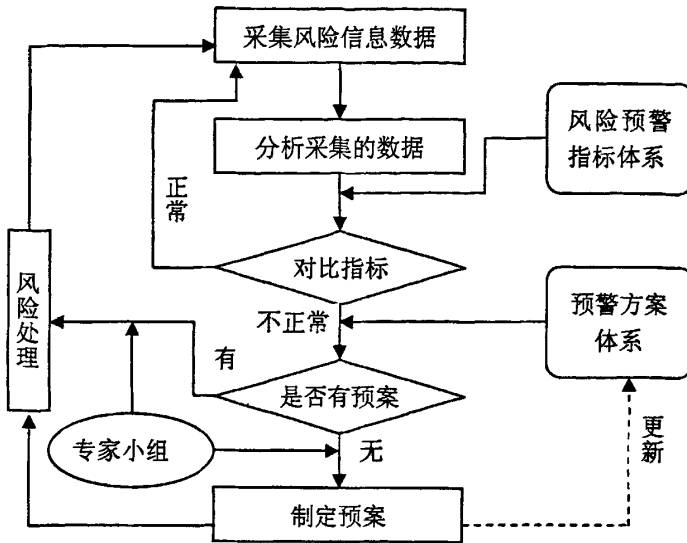 采集风险信息数据
分析采集的数据
风险预警
指标体系
正常
对比指标
风险处理
不正常
预警方案
体系
有
是否有预案
专家小组
无
更新
制定预案